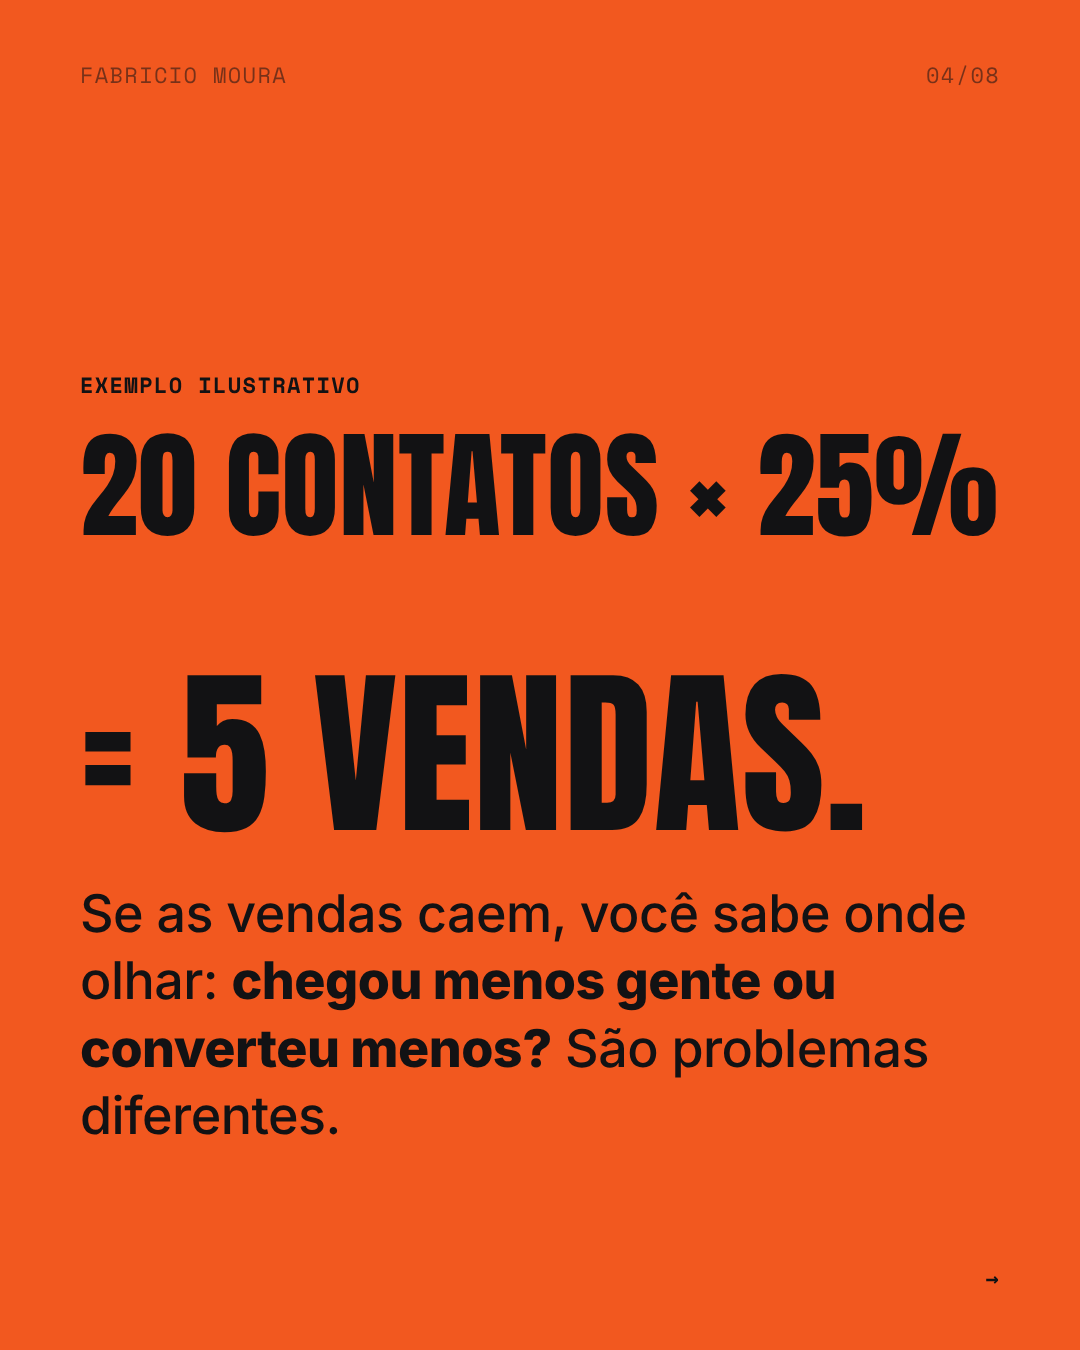 FABRICIO MOURA
04/08
EXEMPLO ILUSTRATIVO
20 CONTATOS × 25%
= 5 VENDAS.
Se as vendas caem, você sabe onde
olhar: chegou menos gente ou
converteu menos? São problemas
diferentes.
→